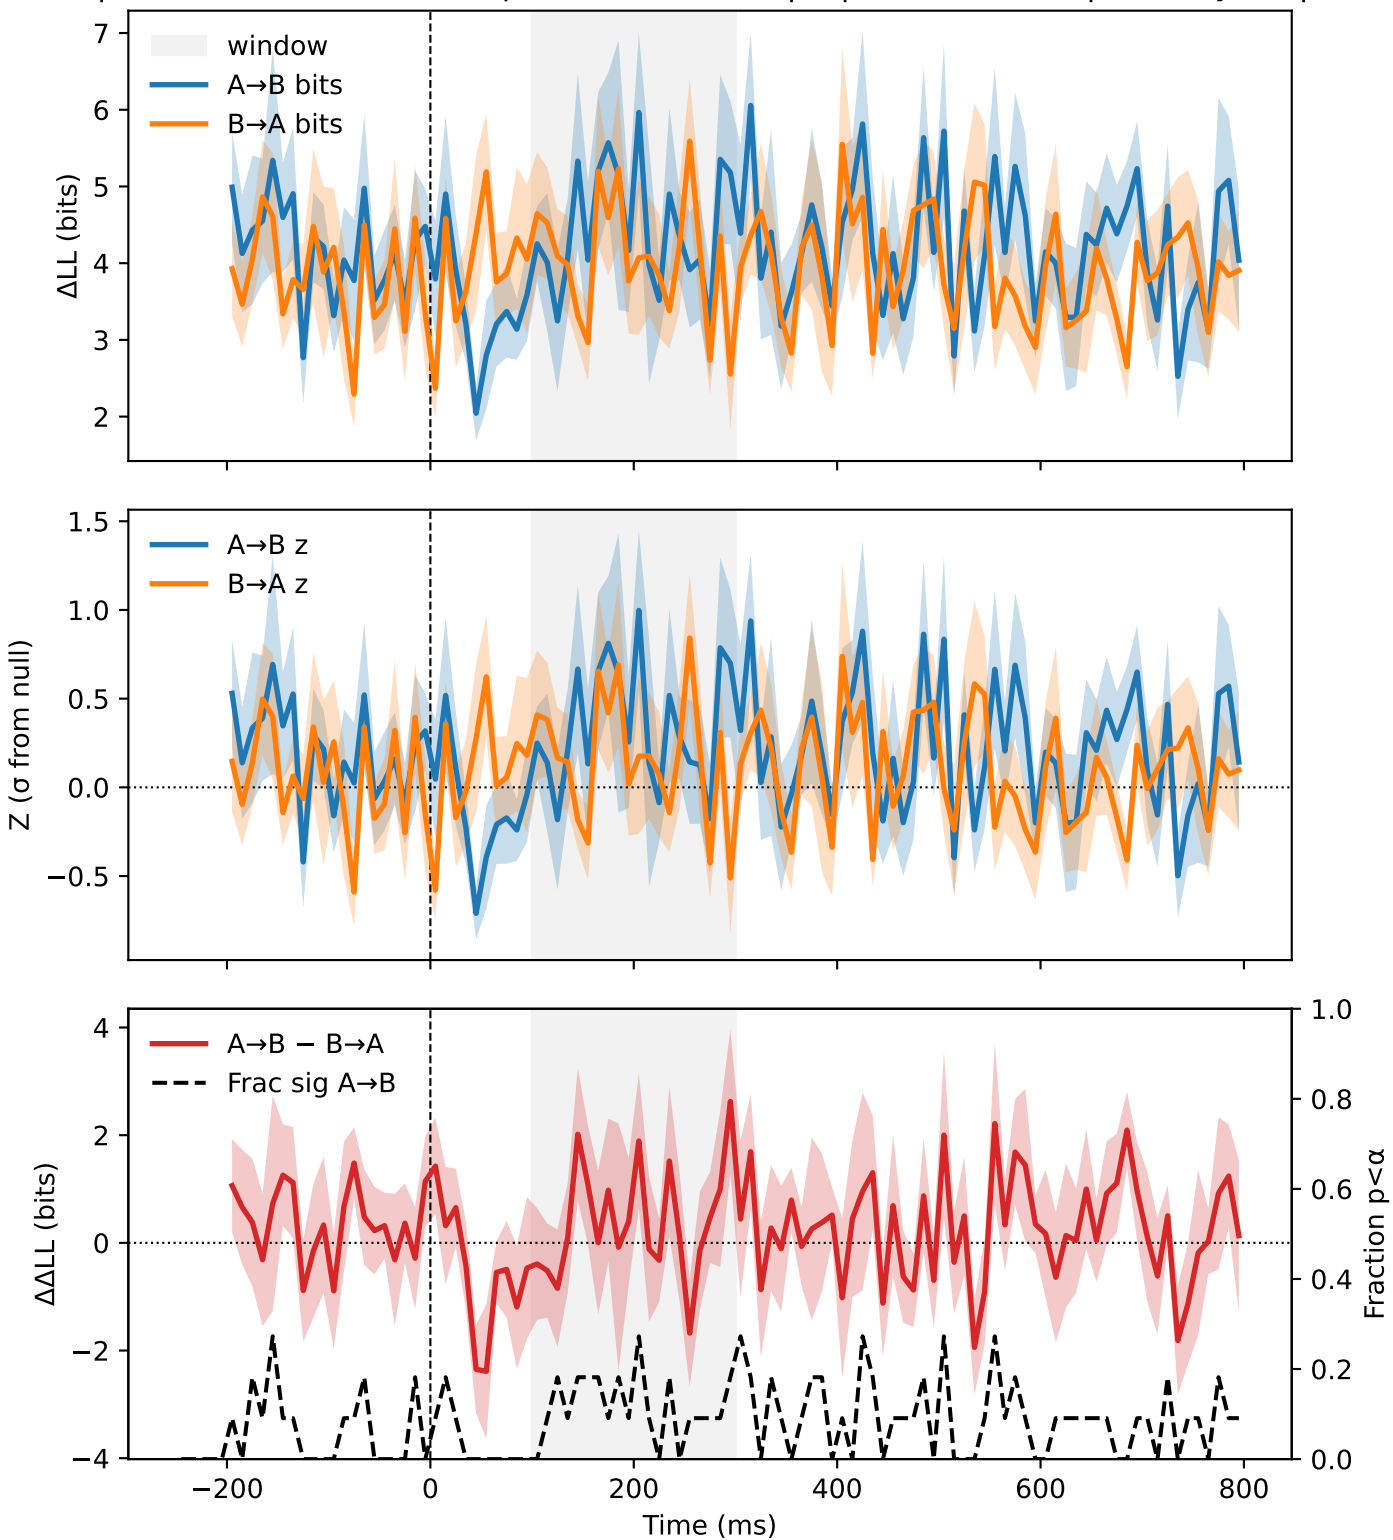 7
6
5
4
3
2
ΔLL (bits)
window
A→B bits
B→A bits
1.5
1.0
0.5
0.0
−0.5
Z (σ from null)
A→B z
B→A z
4
2
0
−2
−4
ΔΔLL (bits)
A→B − B→A
Frac sig A→B
1.0
0.8
0.6
0.4
0.2
0.0
Fraction p<α
−200 0 200 400 600 800
Time (ms)